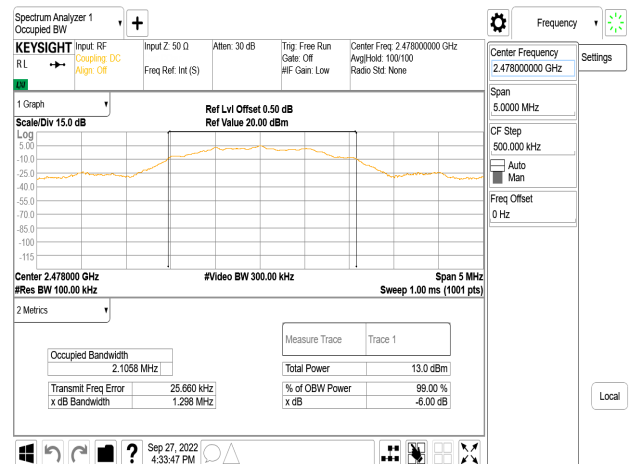 Spectrum Analyzer 1
Occupied BW
Frequency
KEYSIGHT
RL
LNI
Input: RF
Coupling: DC
Align: Off
Input Z: 50 Ω
Freq Ref: Int (S)
Atten: 30 dB
Trig: Free Run
Gate: Off
#IF Gain: Low
Center Freq: 2.478000000 GHz
Avg|Hold: 100/100
Radio Std: None
Center Frequency
2.478000000 GHz
Settings
Span
5.0000 MHz
CF Step
500.000 kHz
Auto
Man
Freq Offset
0 Hz
Local
1 Graph
Scale/Div 15.0 dB
Ref Lvl Offset 0.50 dB
Ref Value 20.00 dBm
Log
5.00
-10.0
-25.0
-40.0
-55.0
-70.0
-85.0
-100
-115
Center 2.478000 GHz
#Res BW 100.00 kHz
#Video BW 300.00 kHz
Span 5 MHz
Sweep 1.00 ms (1001 pts)
2 Metrics
Measure Trace Trace 1
Occupied Bandwidth
2.1058 MHz
Total Power 13.0 dBm
Transmit Freq Error 25.660 kHz
% of OBW Power 99.00 %
x dB Bandwidth 1.298 MHz
x dB -6.00 dB
Sep 27, 2022
4:33:47 PM